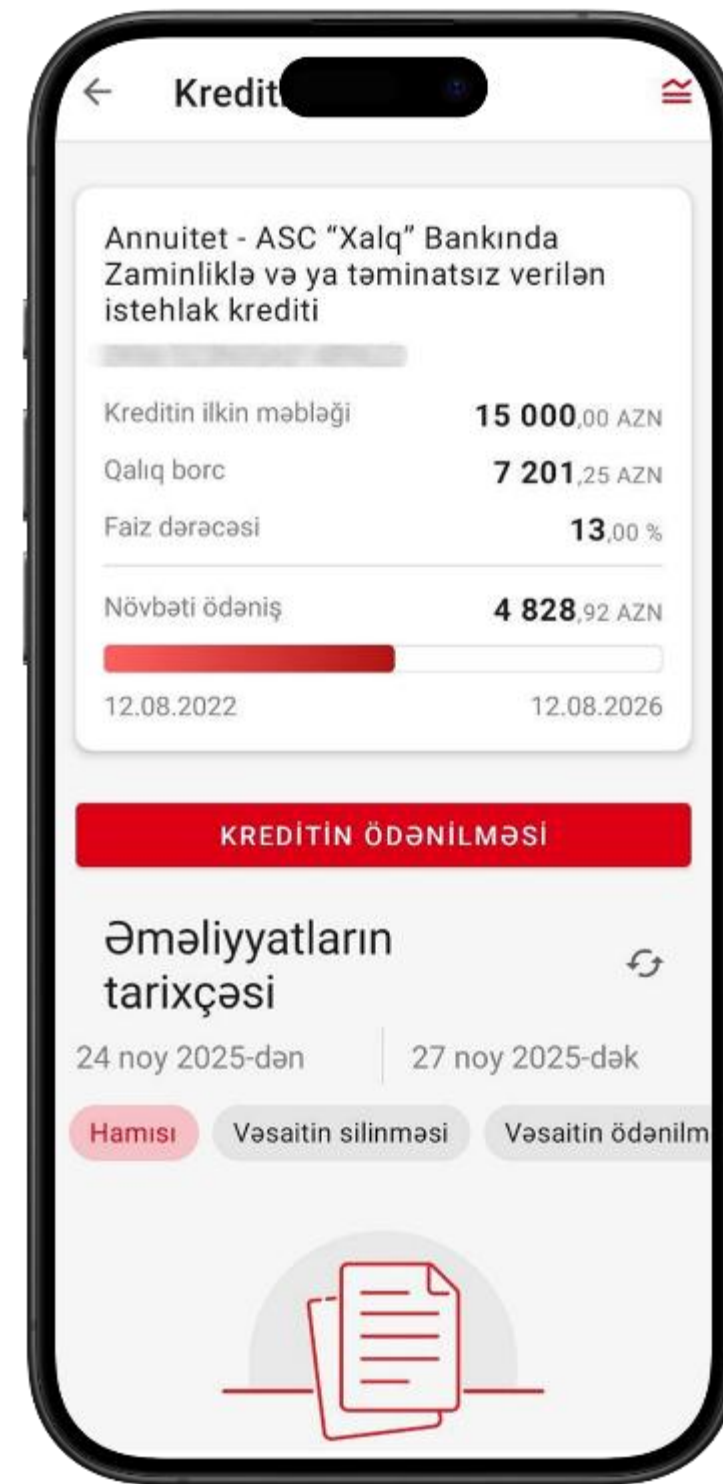 Kredit
Annuitet - ASC “Xalq” Bankında
Zaminliklə və ya təminatsız verilən
istehlak krediti
Kreditin ilkin məbləği 15 000,00 AZN
Qalıq borc 7 201,25 AZN
Faiz dərəcəsi 13,00 %
Növbəti ödəniş 4 828,92 AZN
12.08.2022 12.08.2026
KREDİTİN ÖDƏNİLMƏSİ
Əməliyyatların
tarixçəsi
24 noy 2025-dən 27 noy 2025-dək
Hamısı Vəsaitin silinməsi Vəsaitin ödənilm